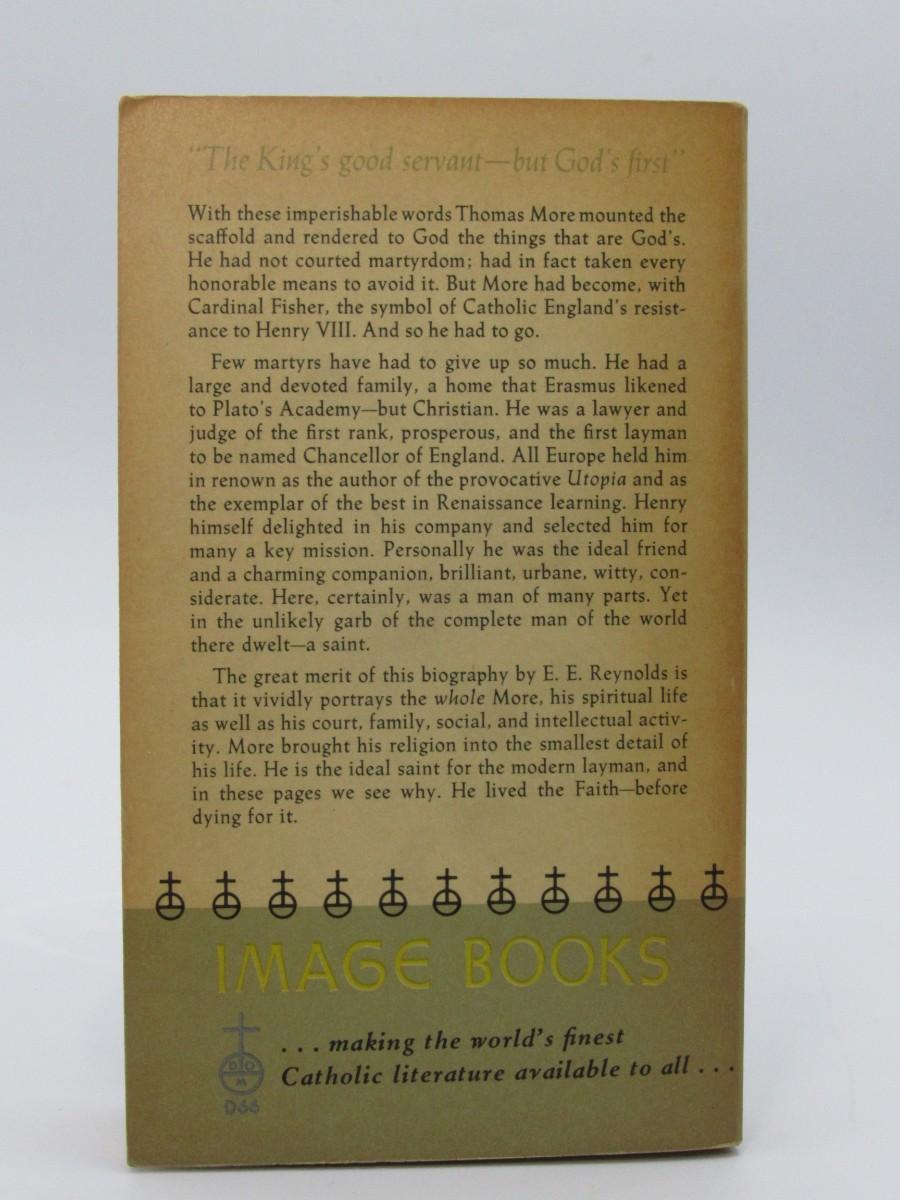 "The King's good servant—but God's first"
With these imperishable words Thomas More mounted the
scaffold and rendered to God the things that are God's.
He had not courted martyrdom; had in fact taken every
honorable means to avoid it. But More had become, with
Cardinal Fisher, the symbol of Catholic England's resist-
ance to Henry VIII. And so he had to go.
Few martyrs have had to give up so much. He had a
large and devoted family, a home that Erasmus likened
to Plato's Academy—but Christian. He was a lawyer and
judge of the first rank, prosperous, and the first layman
to be named Chancellor of England. All Europe held him
in renown as the author of the provocative Utopia and as
the exemplar of the best in Renaissance learning. Henry
himself delighted in his company and selected him for
many a key mission. Personally he was the ideal friend
and a charming companion, brilliant, urbane, witty, con-
siderate. Here, certainly, was a man of many parts. Yet
in the unlikely garb of the complete man of the world
there dwelt—a saint.
The great merit of this biography by E. E. Reynolds is
that it vividly portrays the whole More, his spiritual life
as well as his court, family, social, and intellectual activ-
ity. More brought his religion into the smallest detail of
his life. He is the ideal saint for the modern layman, and
in these pages we see why. He lived the Faith—before
dying for it.
IMAGE BOOKS
. . . making the world's finest
Catholic literature available to all . . .
D O
M
D66